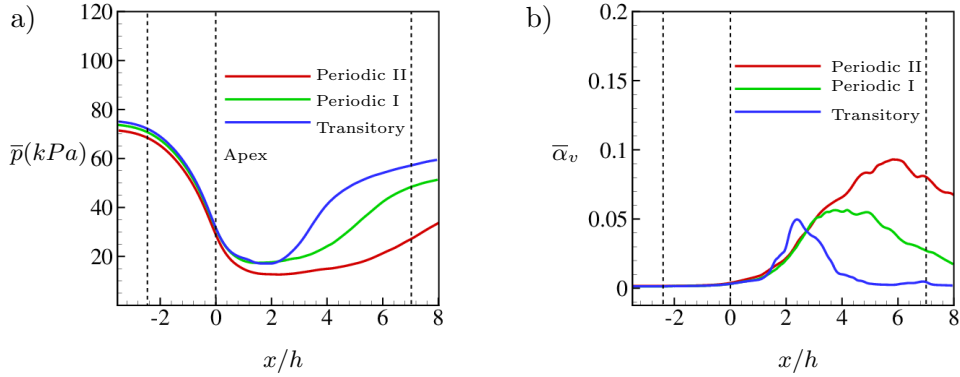 a)
120
100
80
60
40
20
p̅(kPa)
Periodic II
Periodic I
Transitory
Apex
-2 0 2 4 6 8
x/h
b)
0.2
0.15
0.1
0.05
0
α̅ᵥ
Periodic II
Periodic I
Transitory
-2 0 2 4 6 8
x/h